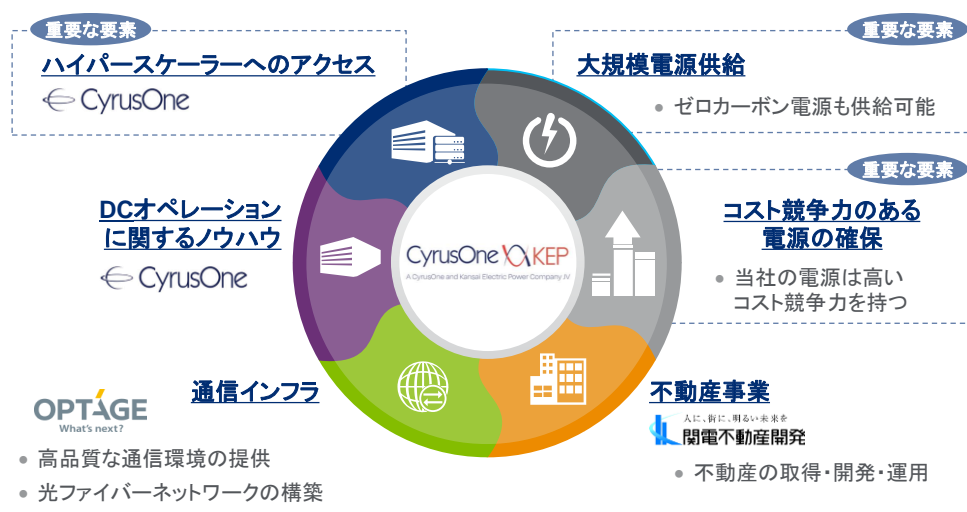 重要な要素
ハイパースケーラーへのアクセス
CyrusOne
重要な要素
大規模電源供給
• ゼロカーボン電源も供給可能
DCオペレーション
に関するノウハウ
CyrusOne
CyrusOne KEP
A CyrusOne and Kansai Electric Power Company JV
重要な要素
コスト競争力のある
電源の確保
• 当社の電源は高い
コスト競争力を持つ
通信インフラ
OPTAGE
What's next?
• 高品質な通信環境の提供
• 光ファイバーネットワークの構築
不動産事業
人に、街に、明るい未来を
関電不動産開発
• 不動産の取得・開発・運用